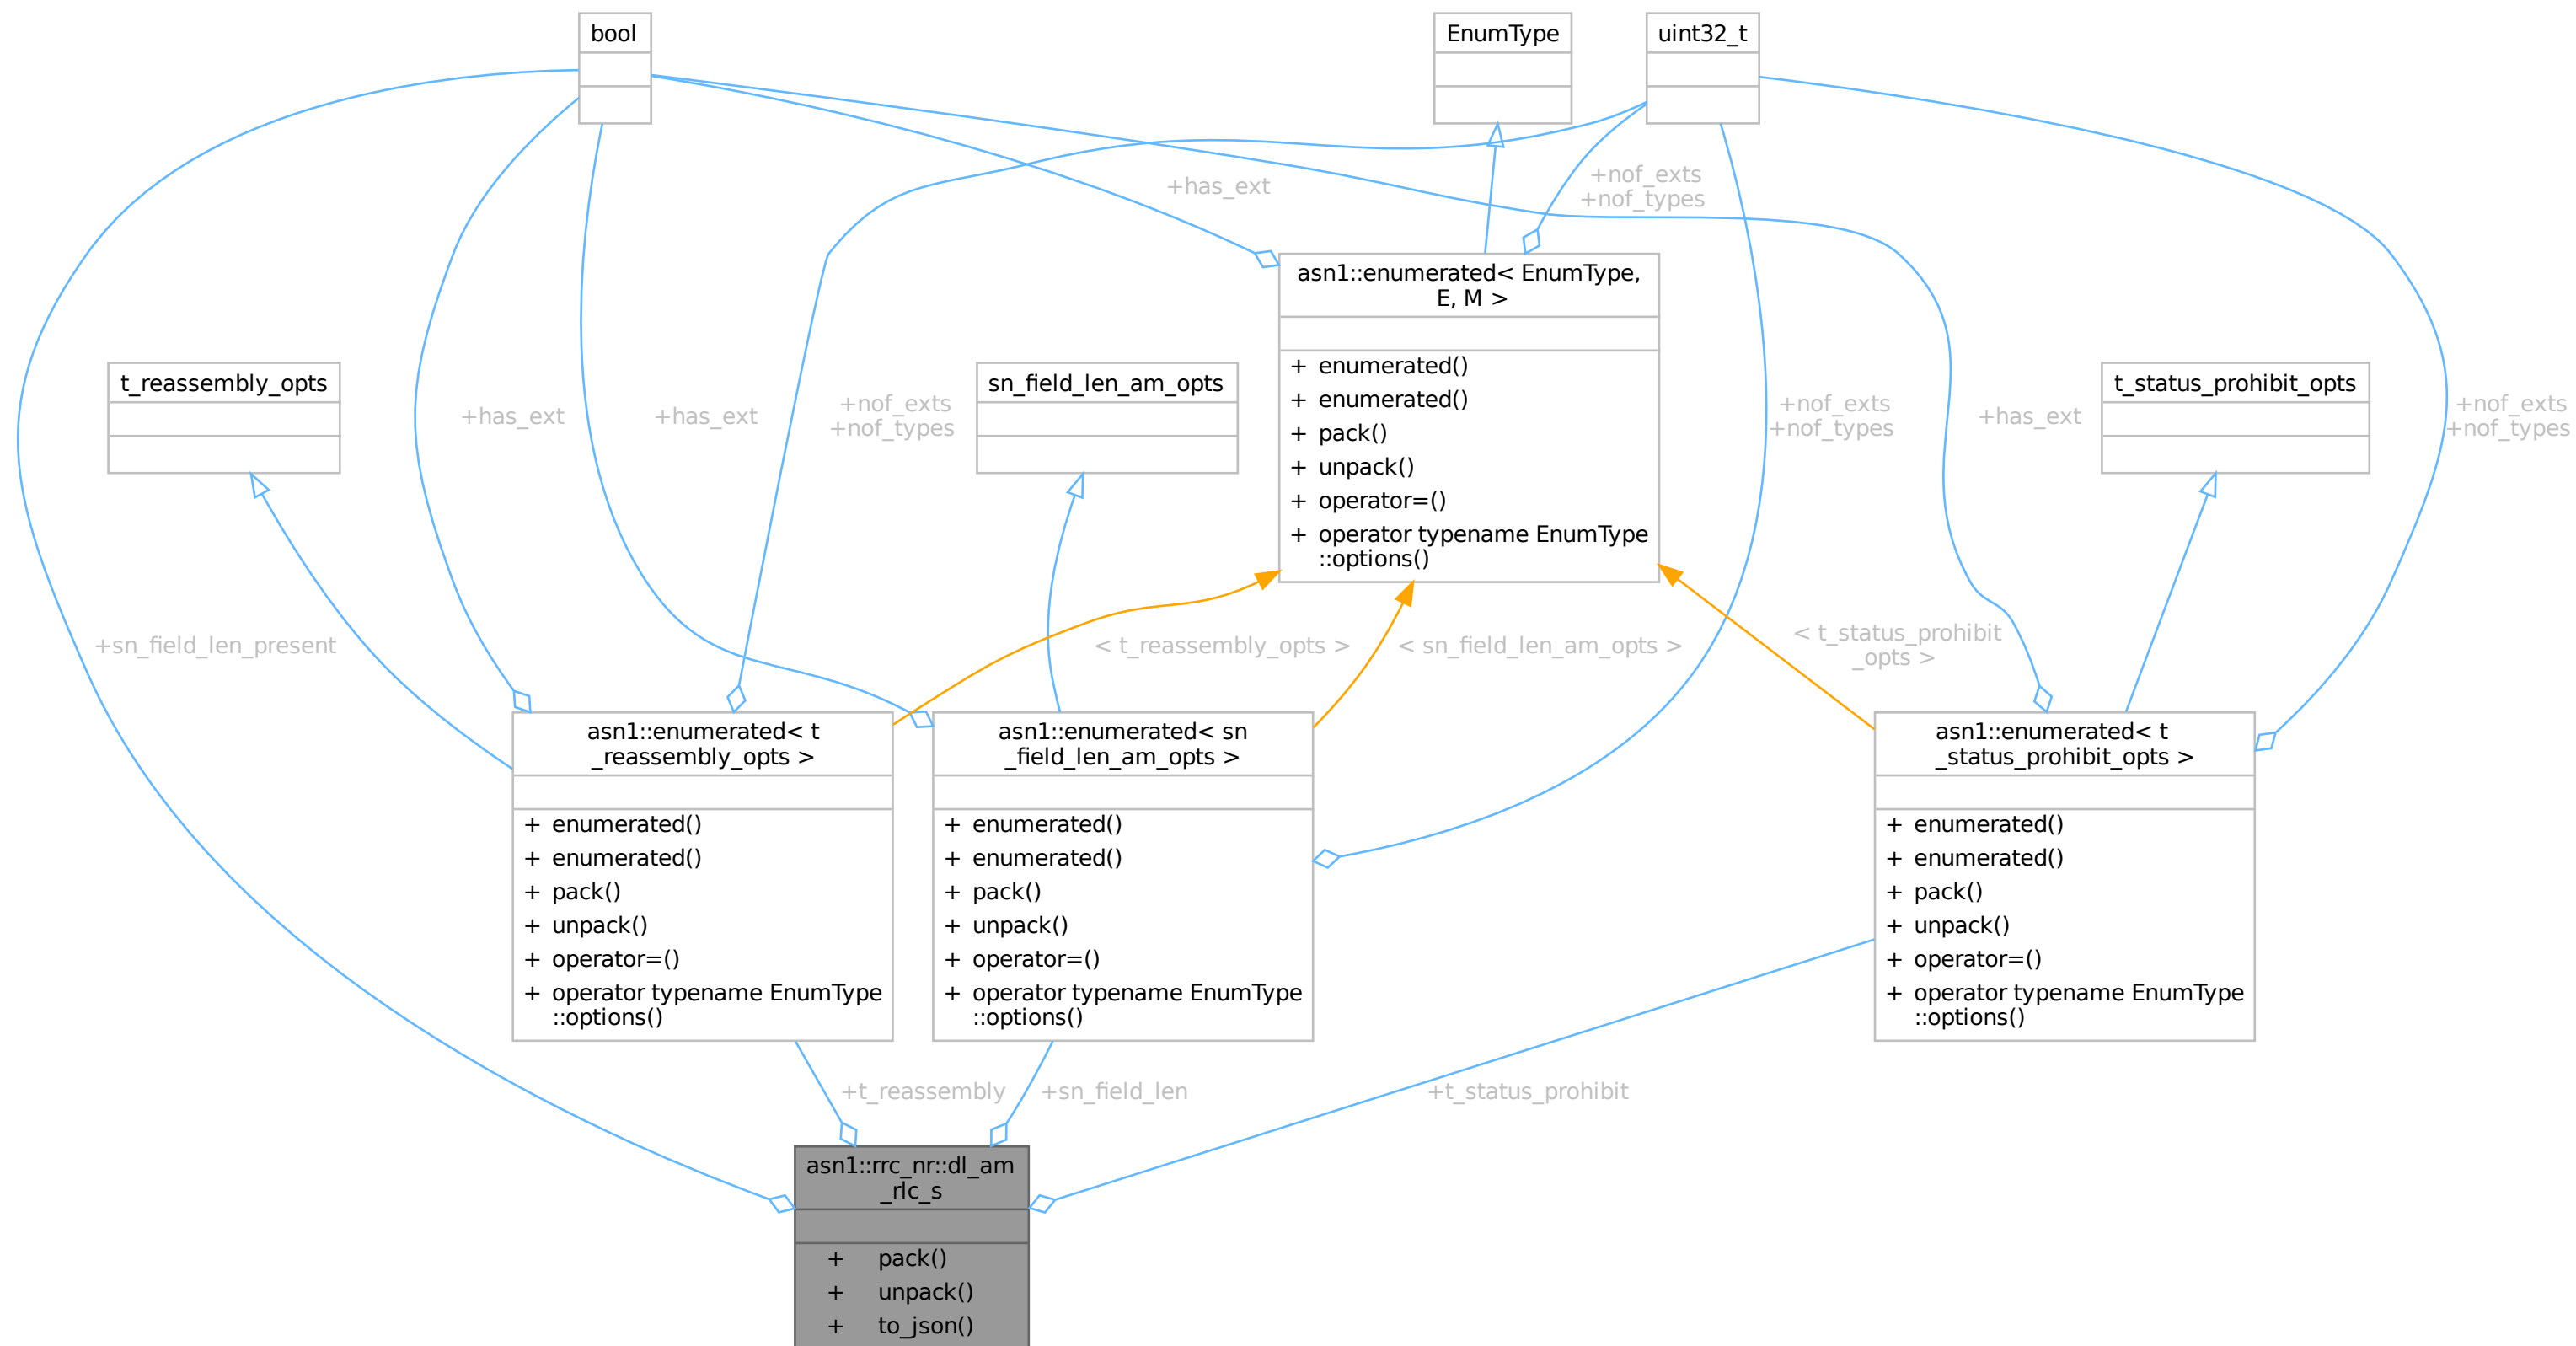 bool
EnumType
uint32_t
+has_ext
+nof_exts
+nof_types
asn1::enumerated< EnumType,
E, M >
+ enumerated()
+ enumerated()
+ pack()
+ unpack()
+ operator=()
+ operator typename EnumType
::options()
t_reassembly_opts
sn_field_len_am_opts
t_status_prohibit_opts
+has_ext
+has_ext
+nof_exts
+nof_types
+nof_exts
+nof_types
+has_ext
+nof_exts
+nof_types
+sn_field_len_present
< t_reassembly_opts >
< sn_field_len_am_opts >
< t_status_prohibit
_opts >
asn1::enumerated< t
_reassembly_opts >
+ enumerated()
+ enumerated()
+ pack()
+ unpack()
+ operator=()
+ operator typename EnumType
::options()
asn1::enumerated< sn
_field_len_am_opts >
+ enumerated()
+ enumerated()
+ pack()
+ unpack()
+ operator=()
+ operator typename EnumType
::options()
asn1::enumerated< t
_status_prohibit_opts >
+ enumerated()
+ enumerated()
+ pack()
+ unpack()
+ operator=()
+ operator typename EnumType
::options()
+t_reassembly
+sn_field_len
+t_status_prohibit
asn1::rrc_nr::dl_am
_rlc_s
+ pack()
+ unpack()
+ to_json()